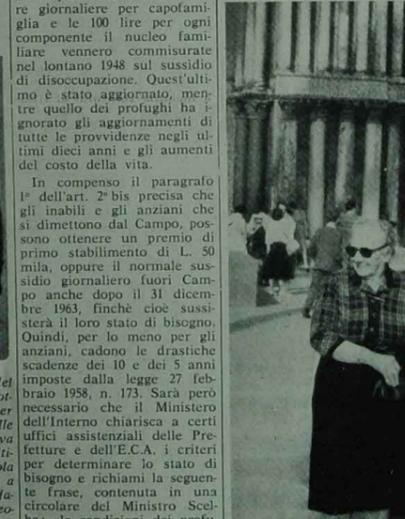 re giornaliere per capofami-
glia e le 100 lire per ogni
componente il nucleo fami-
liare vennero commisurate
nel lontano 1948 sul sussidio
di disoccupazione. Quest'ulti-
mo è stato aggiornato, men-
tre quello dei profughi ha i-
gnorato gli aggiornamenti di
tutte le provvidenze negli ul-
timi dieci anni e gli aumenti
del costo della vita.
In compenso il paragrafo
1º dell'art. 2º bis precisa che
gli inabili e gli anziani che
si dimettono dal Campo, pos-
sono ottenere un premio di
primo stabilimento di L. 50
mila, oppure il normale sus-
sidio giornaliero fuori Cam-
po anche dopo il 31 dicem-
bre 1963, finchè cioè sussi-
sterà il loro stato di bisogno.
Quindi, per lo meno per gli
anziani, cadono le drastiche
scadenze dei 10 e dei 5 anni
imposte dalla legge 27 feb-
braio 1958, n. 173. Sarà però
necessario che il Ministero
dell'Interno chiarisca a certi
uffici assistenziali delle Pre-
fetture e dell'E.C.A. i criteri
per determinare lo stato di
bisogno e richiami la seguen-
te frase, contenuta in una
circolare del Ministro Scel-